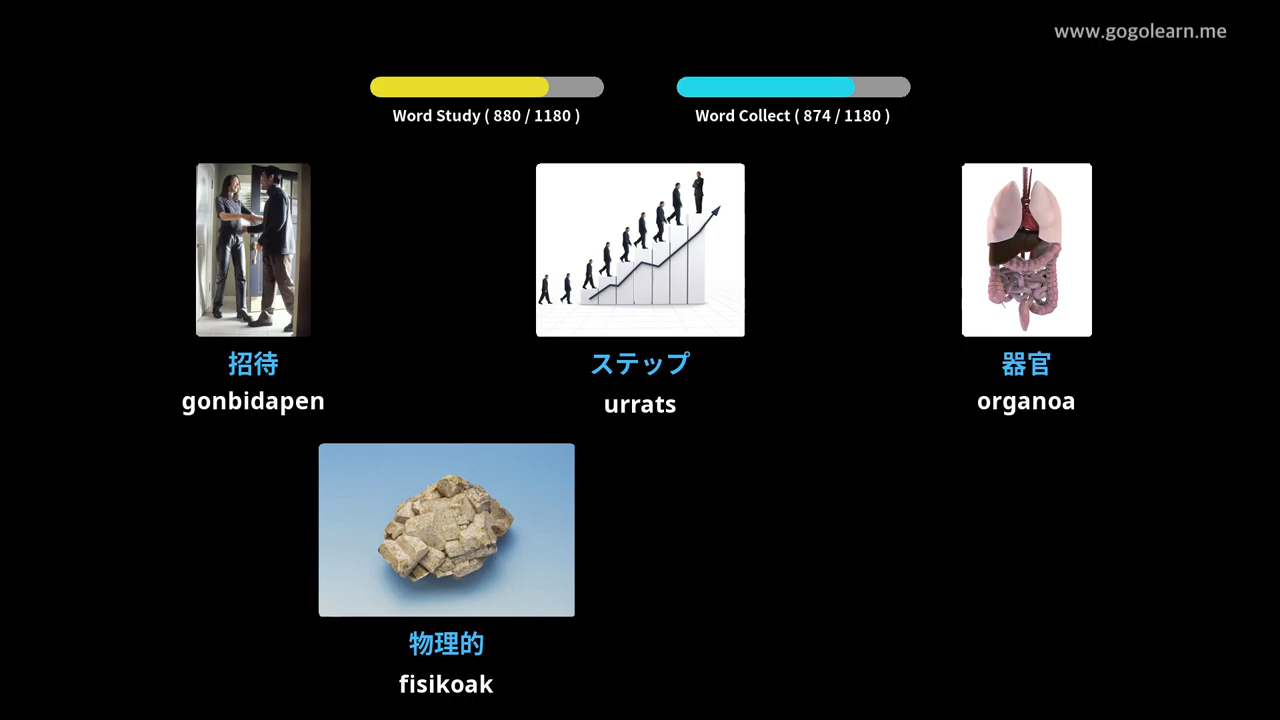 www.gogolearn.me
Word Study ( 880 / 1180 )
Word Collect ( 874 / 1180 )
招待
gonbidapen
ステップ
urrats
器官
organoa
物理的
fisikoak